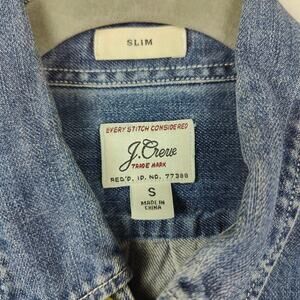 SLIM
EVERY STITCH CONSIDERED
J.Crew
TRADE MARK
REG'D. ID. NO. 77388
S
MADE IN
CHINA